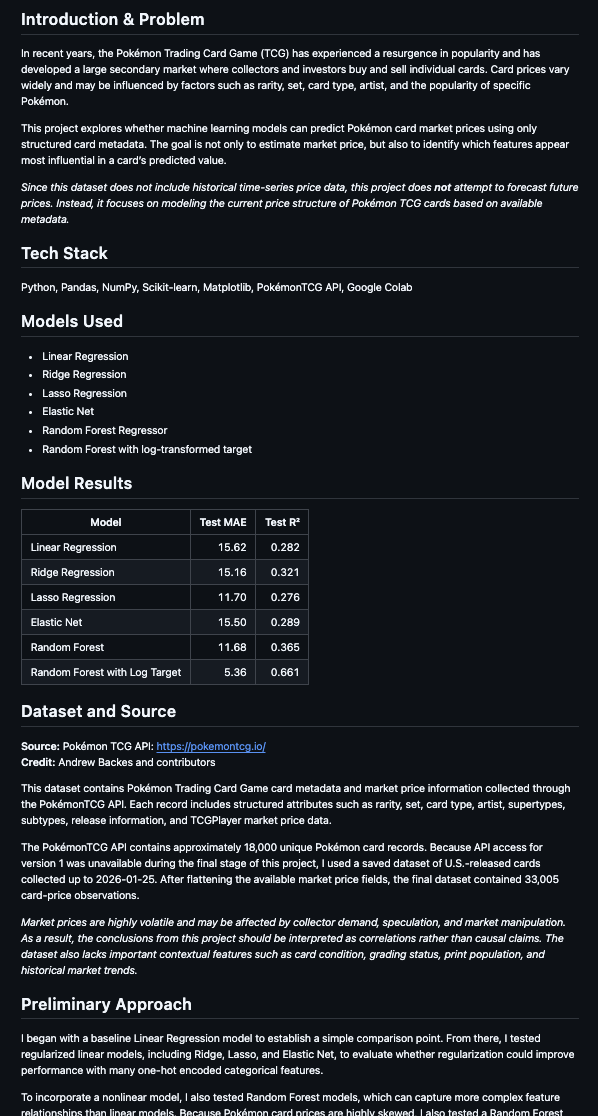 Introduction & Problem
In recent years, the Pokémon Trading Card Game (TCG) has experienced a resurgence in popularity and has
developed a large secondary market where collectors and investors buy and sell individual cards. Card prices vary
widely and may be influenced by factors such as rarity, set, card type, artist, and the popularity of specific
Pokémon.
This project explores whether machine learning models can predict Pokémon card market prices using only
structured card metadata. The goal is not only to estimate market price, but also to identify which features appear
most influential in a card's predicted value.
Since this dataset does not include historical time-series price data, this project does not attempt to forecast future
prices. Instead, it focuses on modeling the current price structure of Pokémon TCG cards based on available
metadata.
Tech Stack
Python, Pandas, NumPy, Scikit-learn, Matplotlib, PokémonTCG API, Google Colab
Models Used
• Linear Regression
• Ridge Regression
• Lasso Regression
• Elastic Net
• Random Forest Regressor
• Random Forest with log-transformed target
Model Results
Model Test MAE Test R²
Linear Regression 15.62 0.282
Ridge Regression 15.16 0.321
Lasso Regression 11.70 0.276
Elastic Net 15.50 0.289
Random Forest 11.68 0.365
Random Forest with Log Target 5.36 0.661
Dataset and Source
Source: Pokémon TCG API: https://pokemontcg.io/
Credit: Andrew Backes and contributors
This dataset contains Pokémon Trading Card Game card metadata and market price information collected through
the PokémonTCG API. Each record includes structured attributes such as rarity, set, card type, artist, supertypes,
subtypes, release information, and TCGPlayer market price data.
The PokémonTCG API contains approximately 18,000 unique Pokémon card records. Because API access for
version 1 was unavailable during the final stage of this project, I used a saved dataset of U.S.-released cards
collected up to 2026-01-25. After flattening the available market price fields, the final dataset contained 33,005
card-price observations.
Market prices are highly volatile and may be affected by collector demand, speculation, and market manipulation.
As a result, the conclusions from this project should be interpreted as correlations rather than causal claims. The
dataset also lacks important contextual features such as card condition, grading status, print population, and
historical market trends.
Preliminary Approach
I began with a baseline Linear Regression model to establish a simple comparison point. From there, I tested
regularized linear models, including Ridge, Lasso, and Elastic Net, to evaluate whether regularization could improve
performance with many one-hot encoded categorical features.
To incorporate a nonlinear model, I also tested Random Forest models, which can capture more complex feature
relationships than linear models. Because Pokémon card prices are highly skewed, I also tested a Random Forest